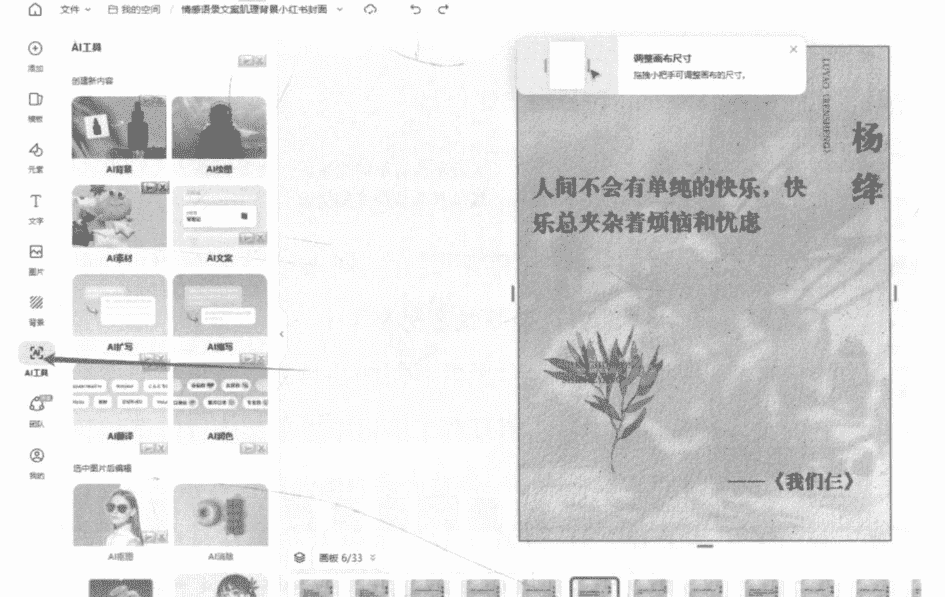 文件
我的空间 / 情感语录文案肌理背景小红书封面
添加
模板
元素
文字
图片
背景
AI工具
团队
我的
AI工具
创建新内容
AI背景
AI绘图
AI素材
AI文案
AI扩写
AI缩写
AI翻译
AI润色
选中图片后编辑
AI抠图
AI消除
调整画布尺寸
拖拽小把手可调整画布的尺寸。
LUYAO (RENSHENG)
杨绛
人间不会有单纯的快乐，快
乐总夹杂着烦恼和忧虑
——《我们仨》
画板 6/33